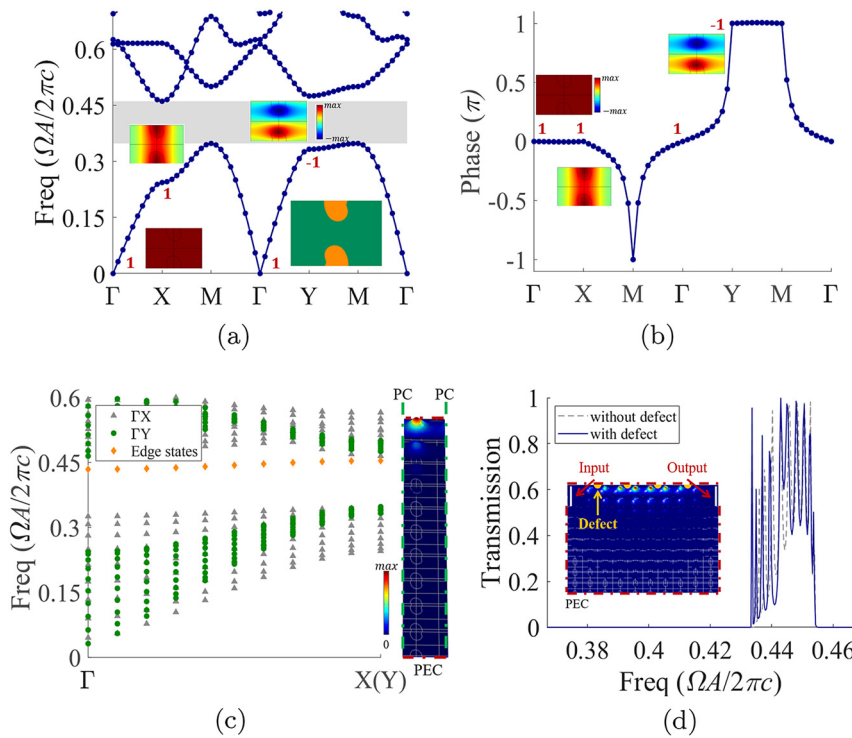 0.6
0.45
0.3
0.15
0
Freq (ΩA/2πc)
max
−max
1
1
1
-1
Γ X M Γ Y M Γ
(a)
1
0.5
0
-0.5
-1
Phase (π)
max
−max
1
1
1
-1
Γ X M Γ Y M Γ
(b)
0.6
0.45
0.3
0.15
0
Freq (ΩA/2πc)
ΓX
ΓY
Edge states
Γ X(Y)
PC PC
max
0
PEC
(c)
1
0.8
0.6
0.4
0.2
0
Transmission
without defect
with defect
Input
Output
Defect
PEC
0.38 0.4 0.42 0.44 0.46
Freq (ΩA/2πc)
(d)